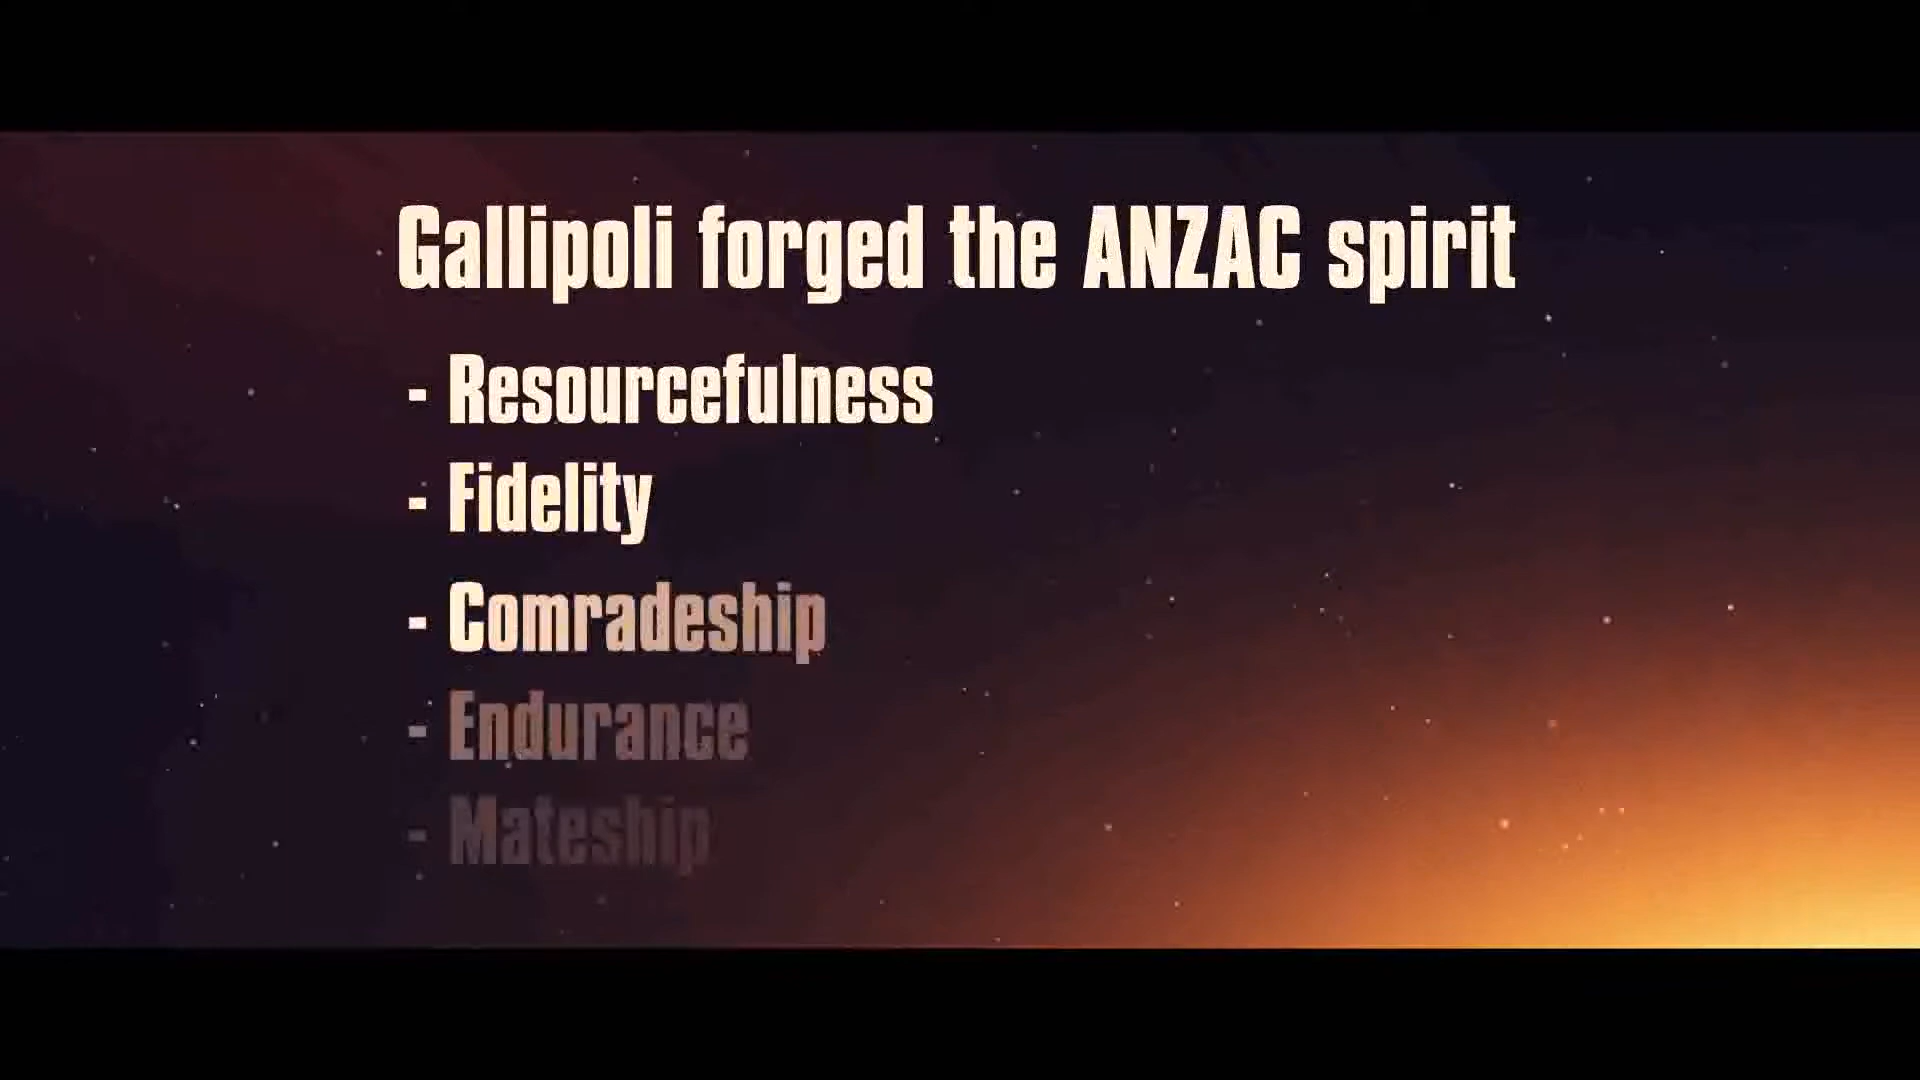 Gallipoli forged the ANZAC spirit
- Resourcefulness
- Fidelity
- Comradeship
- Endurance
- Mateship